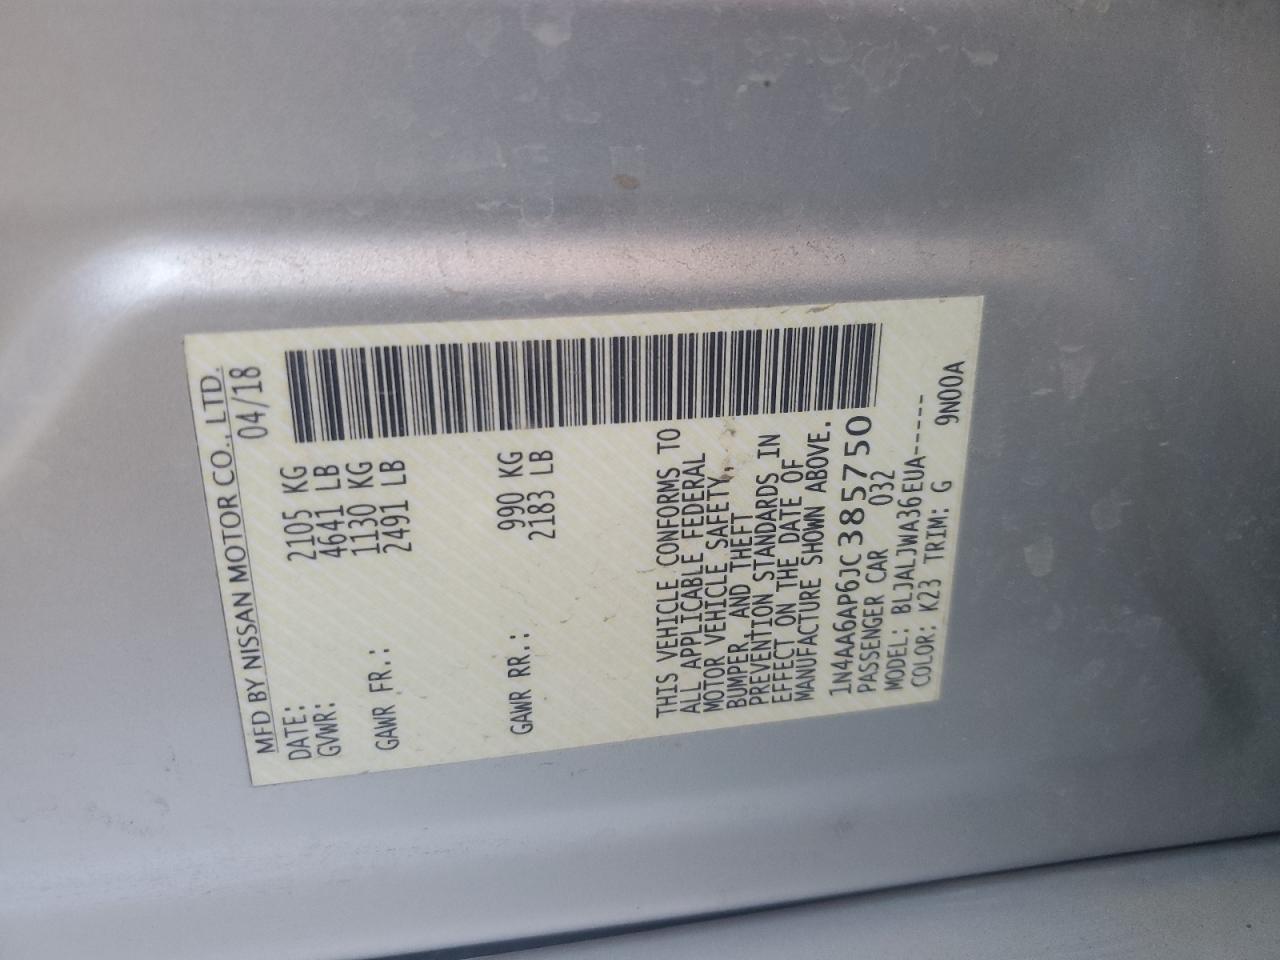 MFD BY NISSAN MOTOR CO., LTD.
DATE: 04/18
GVWR: 2105 KG
4641 LB
GAWR FR.: 1130 KG
2491 LB
GAWR RR.: 990 KG
2183 LB
THIS VEHICLE CONFORMS TO
ALL APPLICABLE FEDERAL
MOTOR VEHICLE SAFETY,
BUMPER, AND THEFT
PREVENTION STANDARDS IN
EFFECT ON THE DATE OF
MANUFACTURE SHOWN ABOVE.
1N4AA6AP6JC385750
PASSENGER CAR 032
MODEL: BLJALJWA36EUA-----
COLOR: K23 TRIM: G 9N00A